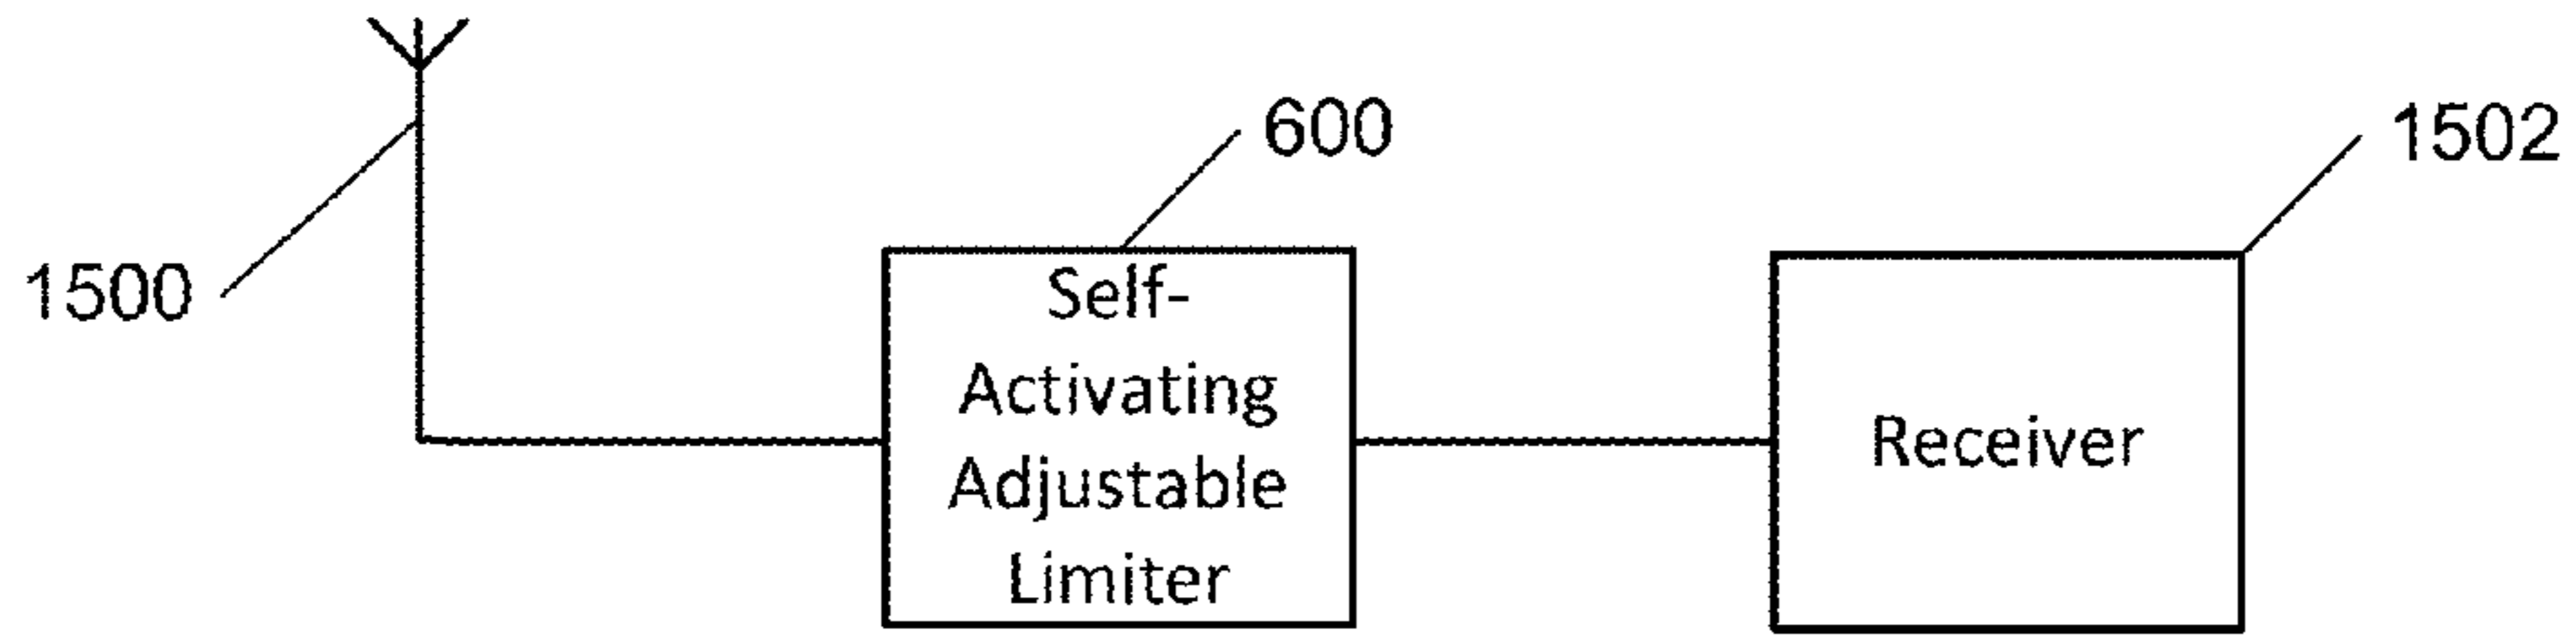 600
1502
1500
Self-
Activating
Adjustable
Limiter
Receiver